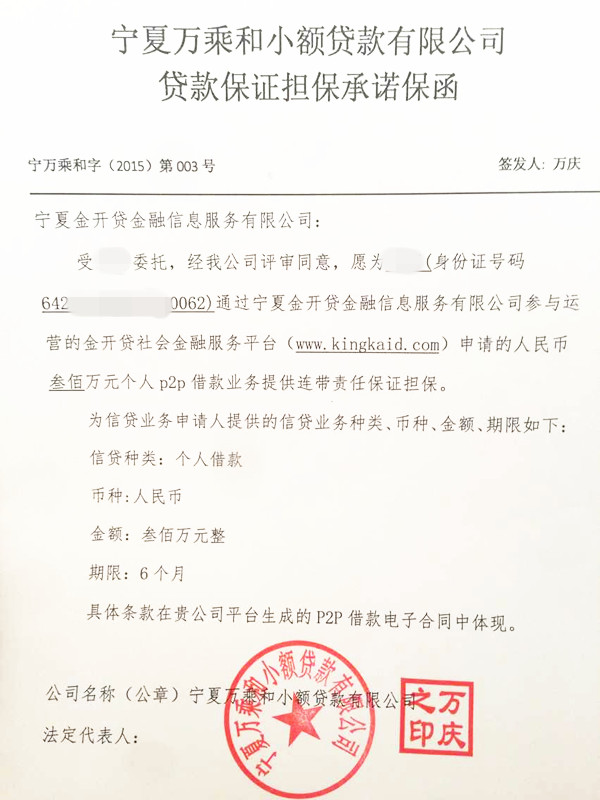 宁夏万乘和小额贷款有限公司
贷款保证担保承诺保函
宁万乘和字（2015）第 003 号
签发人: 万庆
宁夏金开贷金融信息服务有限公司:
受 委托，经我公司评审同意，愿为 (身份证号码
642 0062)通过宁夏金开贷金融信息服务有限公司参与运
营的金开贷社会金融服务平台（www.kingkaid.com）申请的人民币
叁佰万元个人 p2p 借款业务提供连带责任保证担保。
为信贷业务申请人提供的信贷业务种类、币种、金额、期限如下:
信贷种类: 个人借款
币种:人民币
金额: 叁佰万元整
期限: 6 个月
具体条款在贵公司平台生成的 P2P 借款电子合同中体现。
公司名称（公章）宁夏万乘和小额贷款有限公司
法定代表人:
宁夏万乘和小额贷款有限公司
万庆之印